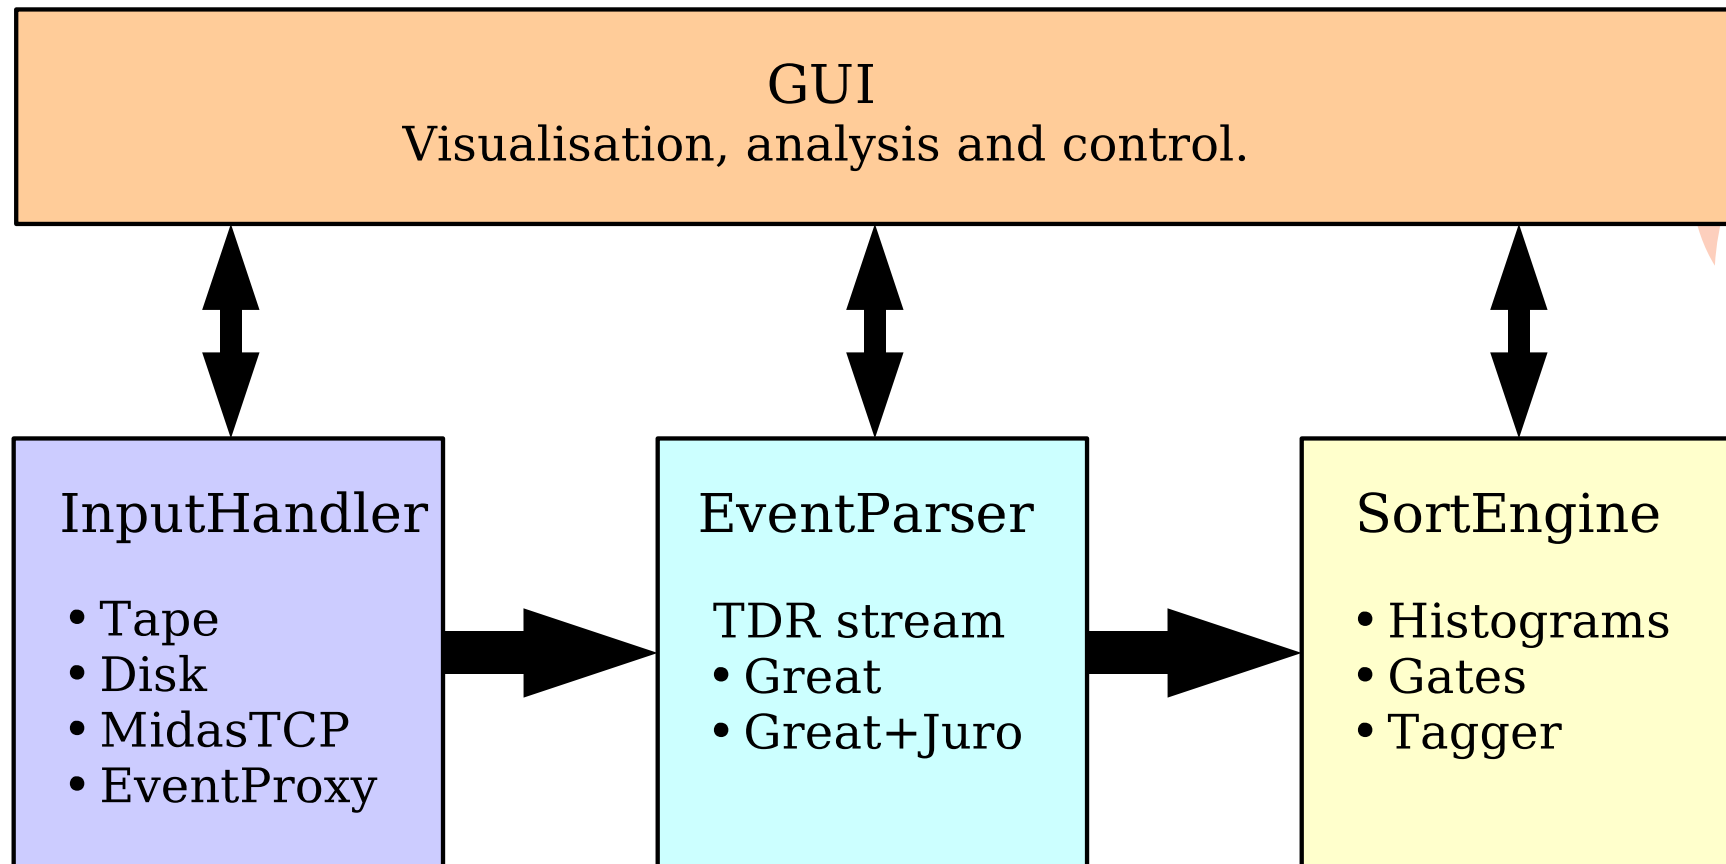 GUI
Visualisation, analysis and control.
InputHandler
• Tape
• Disk
• MidasTCP
• EventProxy
EventParser
TDR stream
• Great
• Great+Juro
SortEngine
• Histograms
• Gates
• Tagger